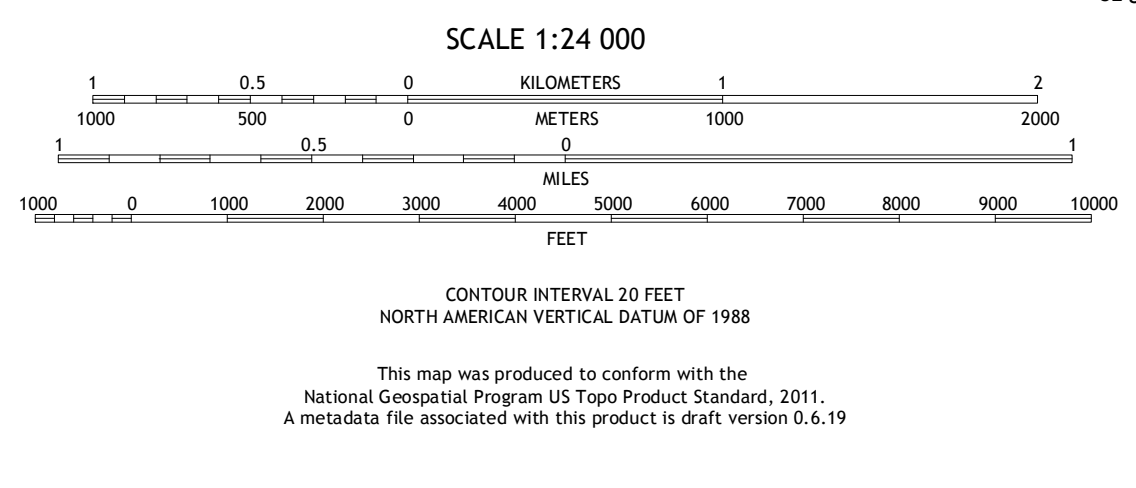 SCALE 1:24 000
1 0.5 0 KILOMETERS 1 2
1000 500 0 METERS 1000 2000
1 0.5 0 1
MILES
1000 0 1000 2000 3000 4000 5000 6000 7000 8000 9000 10000
FEET
CONTOUR INTERVAL 20 FEET
NORTH AMERICAN VERTICAL DATUM OF 1988
This map was produced to conform with the
National Geospatial Program US Topo Product Standard, 2011.
A metadata file associated with this product is draft version 0.6.19